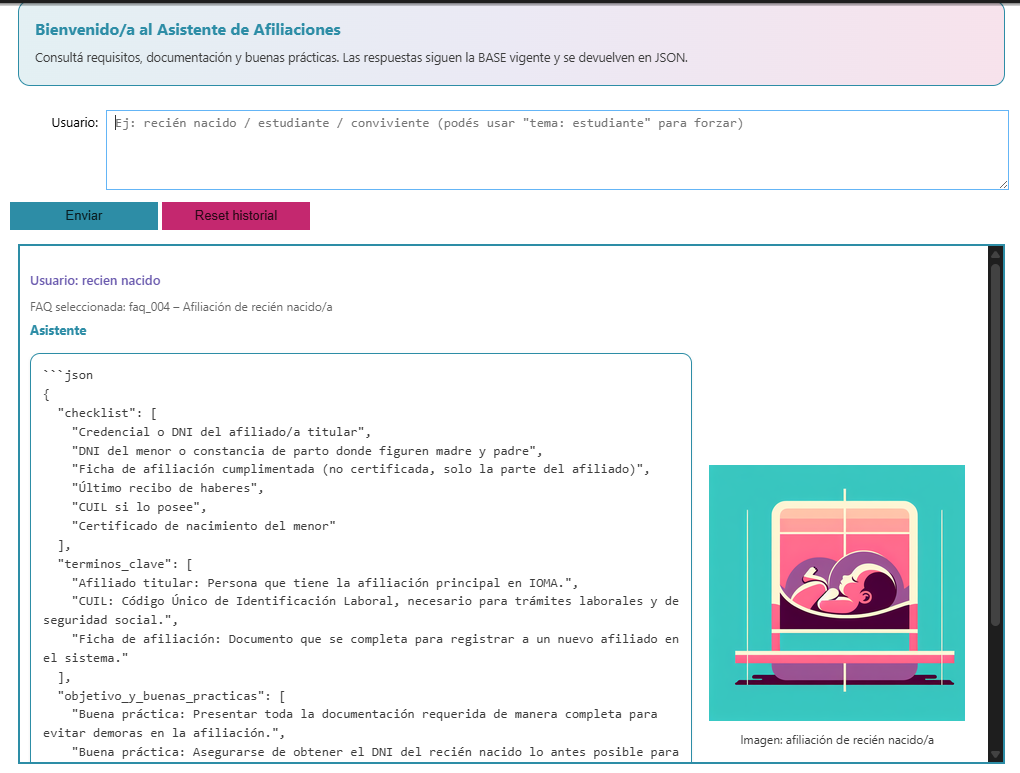 Bienvenido/a al Asistente de Afiliaciones
Consultá requisitos, documentación y buenas prácticas. Las respuestas siguen la BASE vigente y se devuelven en JSON.
Usuario:
Ej: recién nacido / estudiante / conviviente (podés usar "tema: estudiante" para forzar)
Enviar
Reset historial
Usuario: recien nacido
FAQ seleccionada: faq_004 – Afiliación de recién nacido/a
Asistente
```json
{
"checklist": [
"Credencial o DNI del afiliado/a titular",
"DNI del menor o constancia de parto donde figuren madre y padre",
"Ficha de afiliación cumplimentada (no certificada, solo la parte del afiliado)",
"Último recibo de haberes",
"CUIL si lo posee",
"Certificado de nacimiento del menor"
],
"terminos_clave": [
"Afiliado titular: Persona que tiene la afiliación principal en IOMA.",
"CUIL: Código Único de Identificación Laboral, necesario para trámites laborales y de
seguridad social.",
"Ficha de afiliación: Documento que se completa para registrar a un nuevo afiliado en
el sistema."
],
"objetivo_y_buenas_practicas": [
"Buena práctica: Presentar toda la documentación requerida de manera completa para
evitar demoras en la afiliación.",
"Buena práctica: Asegurarse de obtener el DNI del recién nacido lo antes posible para
Imagen: afiliación de recién nacido/a